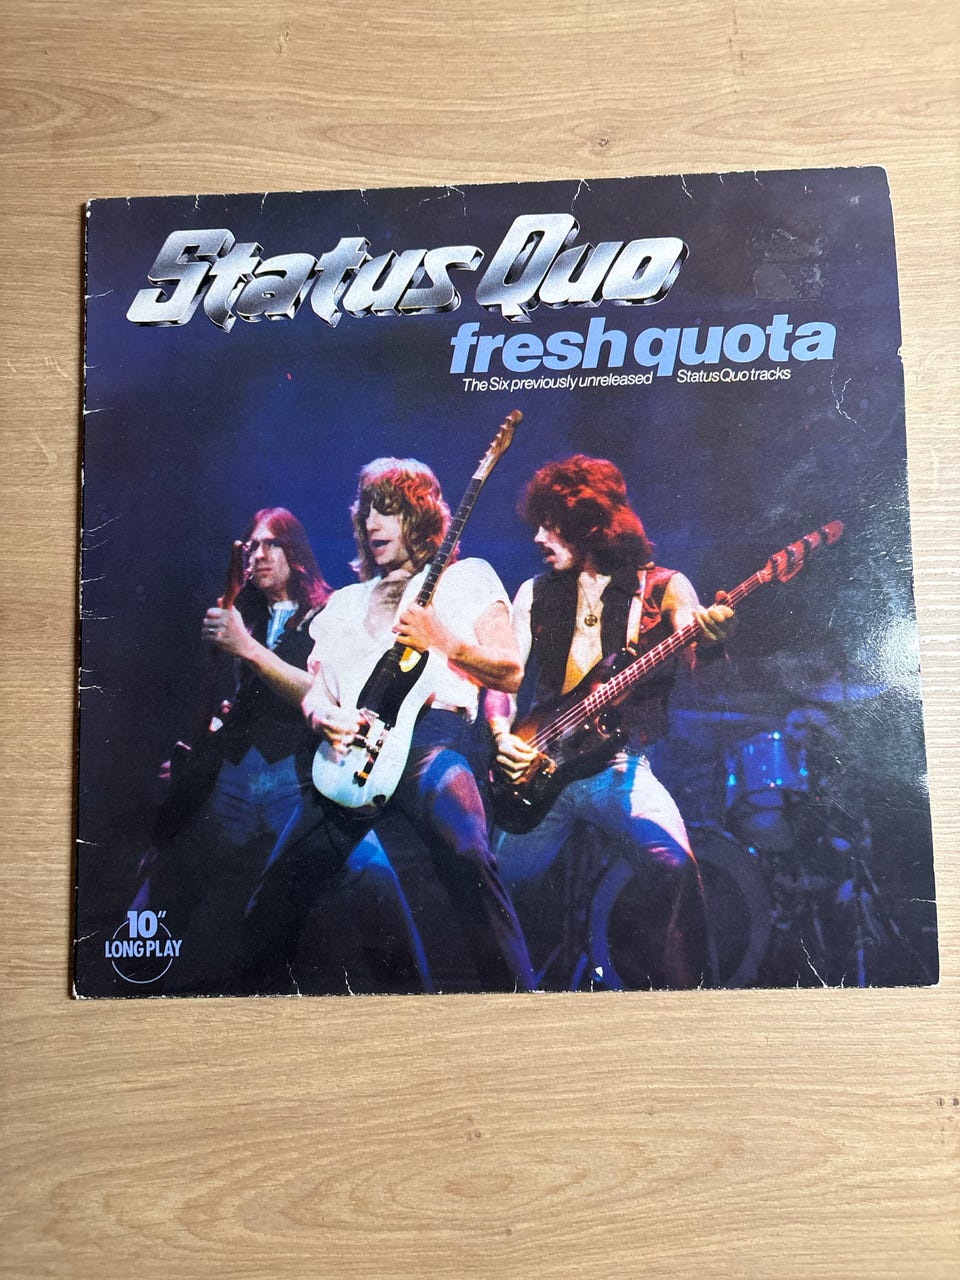 Status Quo
fresh quota
The Six previously unreleased Status Quo tracks
10"
LONG PLAY